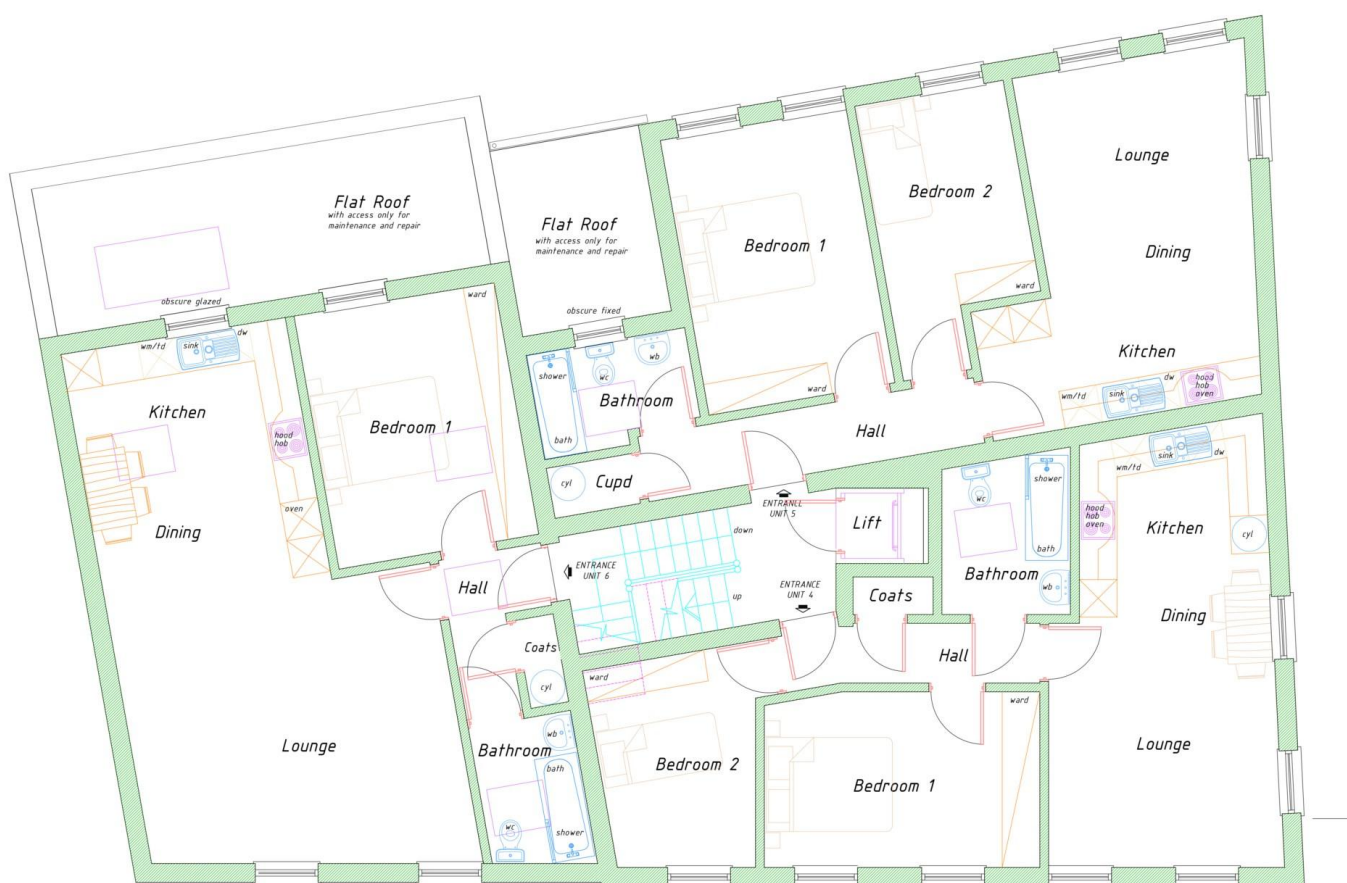 Flat Roof
with access only for
maintenance and repair
Flat Roof
with access only for
maintenance and repair
obscure glazed
obscure fixed
Bedroom 1
Bedroom 2
ward
ward
Lounge
Dining
Kitchen
wm/td
sink
dw
hood
hob
oven
wm/td
sink
dw
Kitchen
hood
hob
oven
Dining
Bedroom 1
ward
shower
bath
wc
wb
Bathroom
Cupd
cyl
Hall
ENTRANCE
UNIT 5
Lift
down
up
ENTRANCE
UNIT 6
ENTRANCE
UNIT 4
Hall
Coats
cyl
Lounge
Bathroom
wb
bath
wc
shower
ward
Bedroom 2
Bedroom 1
ward
Coats
Hall
wc
shower
bath
wb
Bathroom
wm/td
sink
dw
hood
hob
oven
Kitchen
cyl
Dining
Lounge